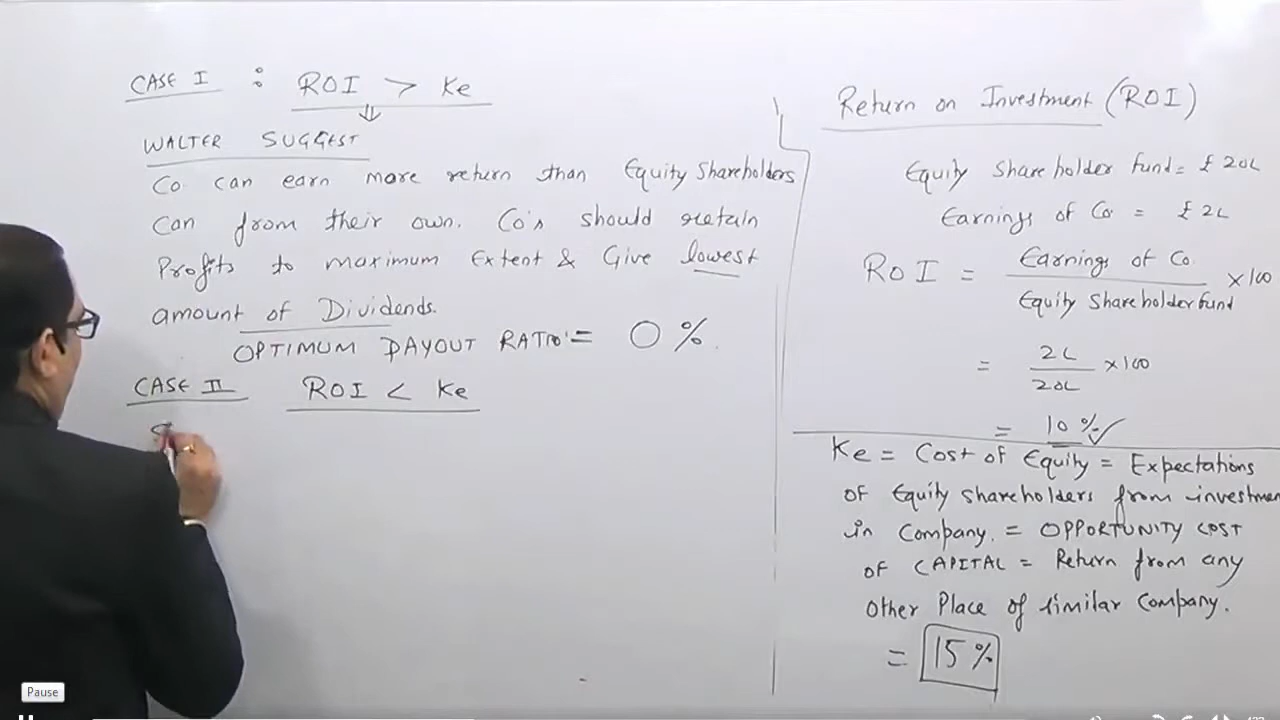 CASE I : ROI > Ke
WALTER SUGGEST
Co can earn more return than Equity Shareholders
Can from their own. Co's should retain
Profits to maximum Extent & Give lowest
amount of Dividends.
OPTIMUM PAYOUT RATIO = 0%
CASE II ROI < Ke
Return on Investment (ROI)
Equity Shareholder fund = £ 20L
Earnings of Co = £ 2L
ROI = Earnings of Co / Equity Shareholder fund × 100
= 2L / 20L × 100
= 10%
Ke = Cost of Equity = Expectations
OF Equity shareholders from investmen
in Company. = OPPORTUNITY COST
OF CAPITAL = Return from any
Other Place of similar Company.
= 15%
Pause